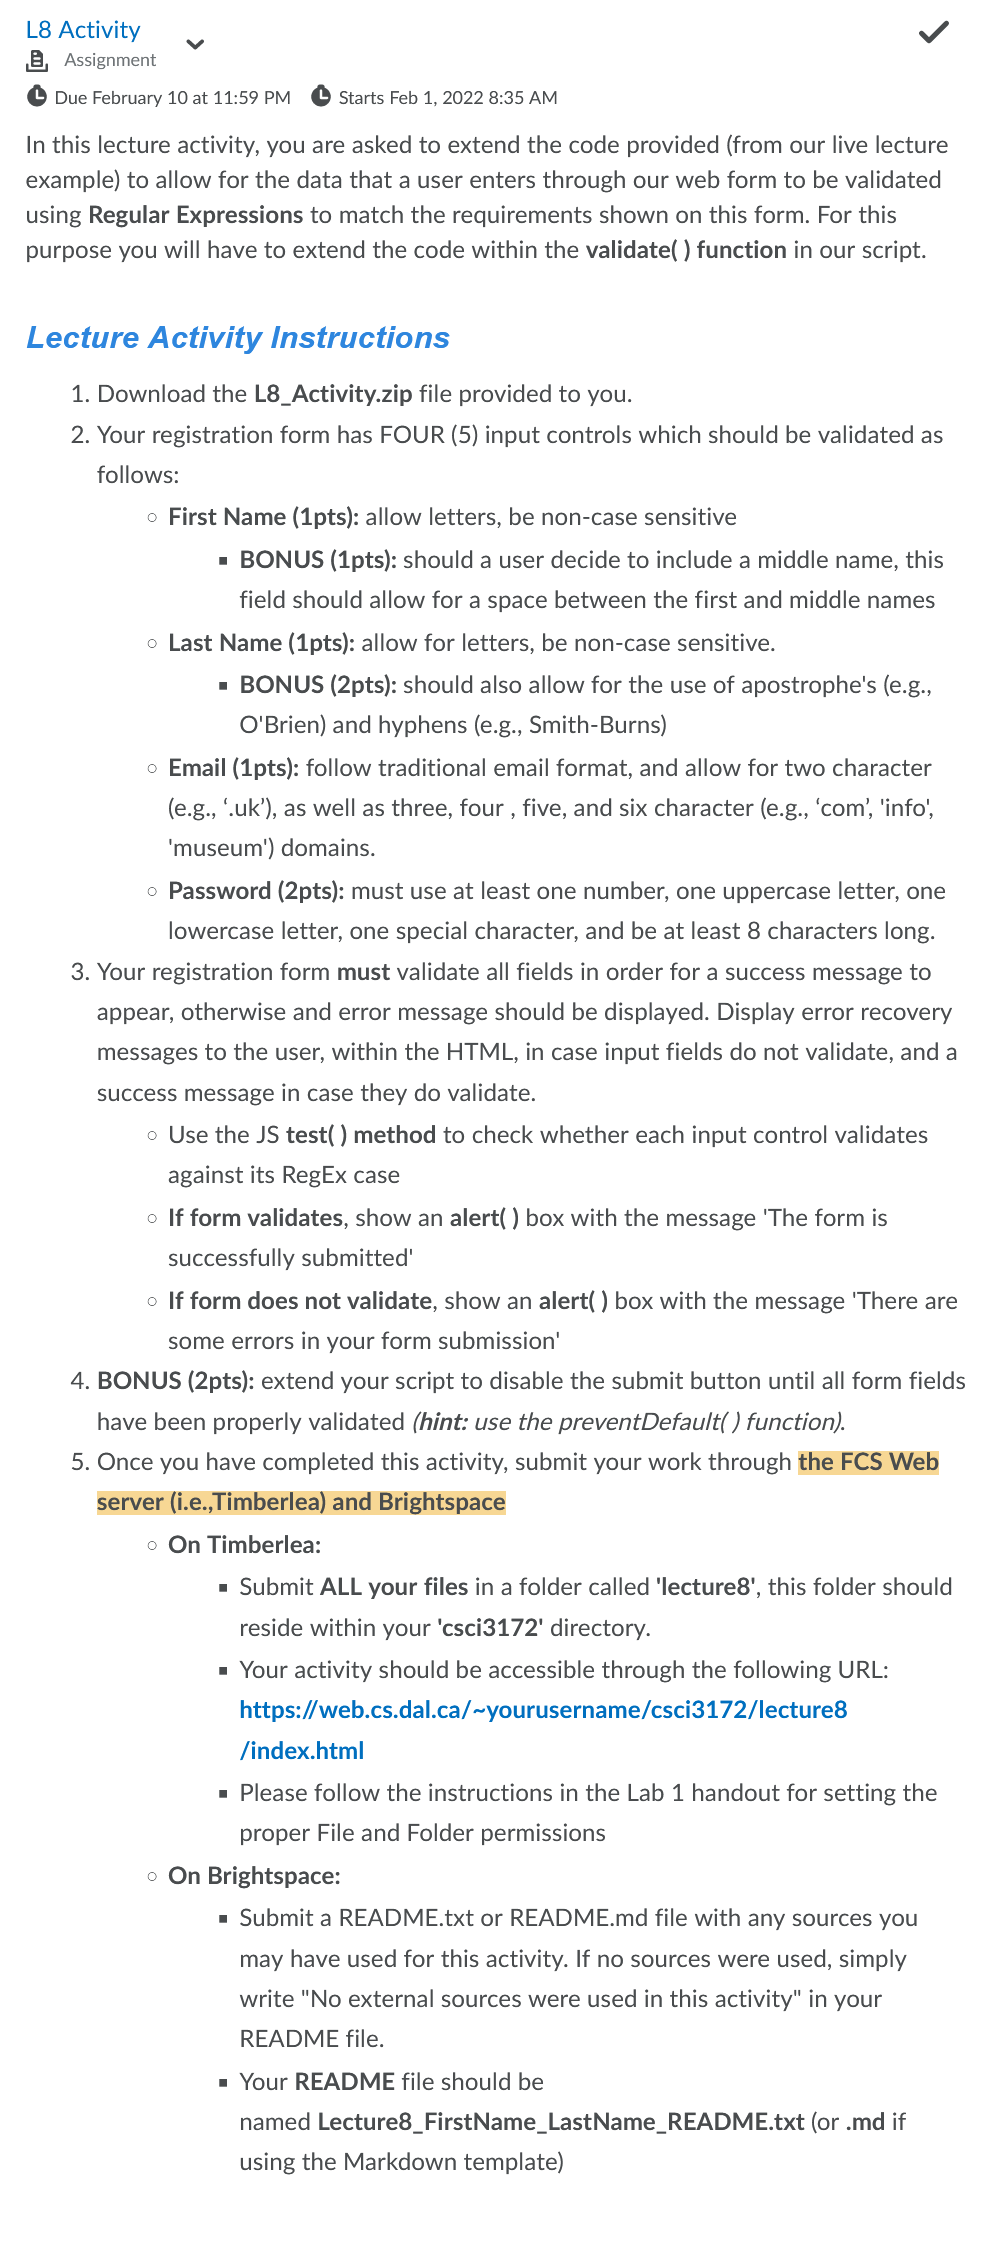 L8 Activity
Assignment
Due February 10 at 11:59 PM Starts Feb 1, 2022 8:35 AM
In this lecture activity, you are asked to extend the code provided (from our live lecture
example) to allow for the data that a user enters through our web form to be validated
using Regular Expressions to match the requirements shown on this form. For this
purpose you will have to extend the code within the validate( ) function in our script.
Lecture Activity Instructions
1. Download the L8_Activity.zip file provided to you.
2. Your registration form has FOUR (5) input controls which should be validated as
follows:
○ First Name (1pts): allow letters, be non-case sensitive
▪ BONUS (1pts): should a user decide to include a middle name, this
field should allow for a space between the first and middle names
○ Last Name (1pts): allow for letters, be non-case sensitive.
▪ BONUS (2pts): should also allow for the use of apostrophe's (e.g.,
O'Brien) and hyphens (e.g., Smith-Burns)
○ Email (1pts): follow traditional email format, and allow for two character
(e.g., ‘.uk’), as well as three, four , five, and six character (e.g., ‘com’, 'info',
'museum') domains.
○ Password (2pts): must use at least one number, one uppercase letter, one
lowercase letter, one special character, and be at least 8 characters long.
3. Your registration form must validate all fields in order for a success message to
appear, otherwise and error message should be displayed. Display error recovery
messages to the user, within the HTML, in case input fields do not validate, and a
success message in case they do validate.
○ Use the JS test( ) method to check whether each input control validates
against its RegEx case
○ If form validates, show an alert( ) box with the message 'The form is
successfully submitted'
○ If form does not validate, show an alert( ) box with the message 'There are
some errors in your form submission'
4. BONUS (2pts): extend your script to disable the submit button until all form fields
have been properly validated (hint: use the preventDefault( ) function).
5. Once you have completed this activity, submit your work through the FCS Web
server (i.e.,Timberlea) and Brightspace
○ On Timberlea:
▪ Submit ALL your files in a folder called 'lecture8', this folder should
reside within your 'csci3172' directory.
▪ Your activity should be accessible through the following URL:
https://web.cs.dal.ca/~yourusername/csci3172/lecture8
/index.html
▪ Please follow the instructions in the Lab 1 handout for setting the
proper File and Folder permissions
○ On Brightspace:
▪ Submit a README.txt or README.md file with any sources you
may have used for this activity. If no sources were used, simply
write "No external sources were used in this activity" in your
README file.
▪ Your README file should be
named Lecture8_FirstName_LastName_README.txt (or .md if
using the Markdown template)